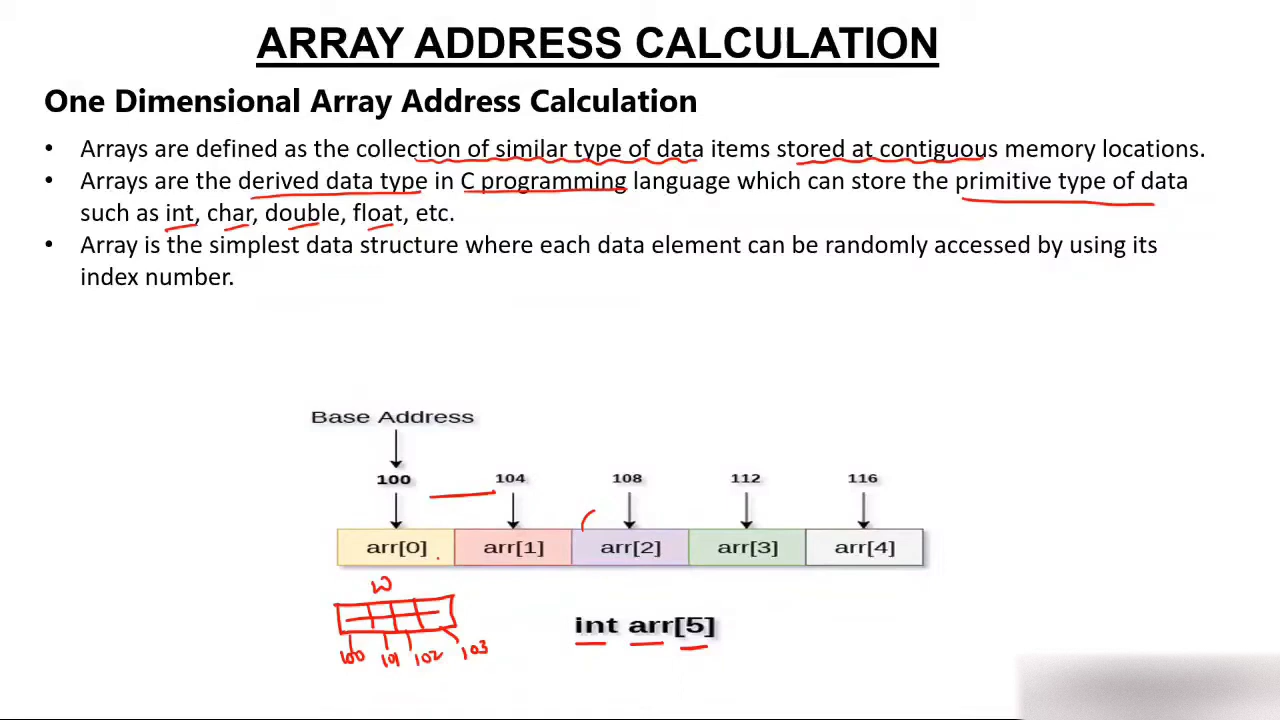 ARRAY ADDRESS CALCULATION
One Dimensional Array Address Calculation
• Arrays are defined as the collection of similar type of data items stored at contiguous memory locations.
• Arrays are the derived data type in C programming language which can store the primitive type of data
such as int, char, double, float, etc.
• Array is the simplest data structure where each data element can be randomly accessed by using its
index number.
Base Address
100 104 108 112 116
arr[0] arr[1] arr[2] arr[3] arr[4]
int arr[5]
100 101 102 103